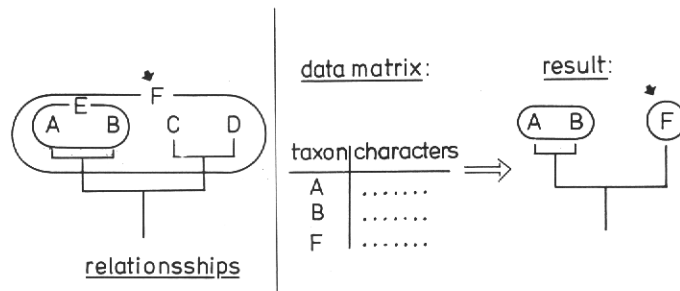 F
E
A B C D
relationsships
data matrix:
taxon characters
A .......
B .......
F .......
result:
A B F